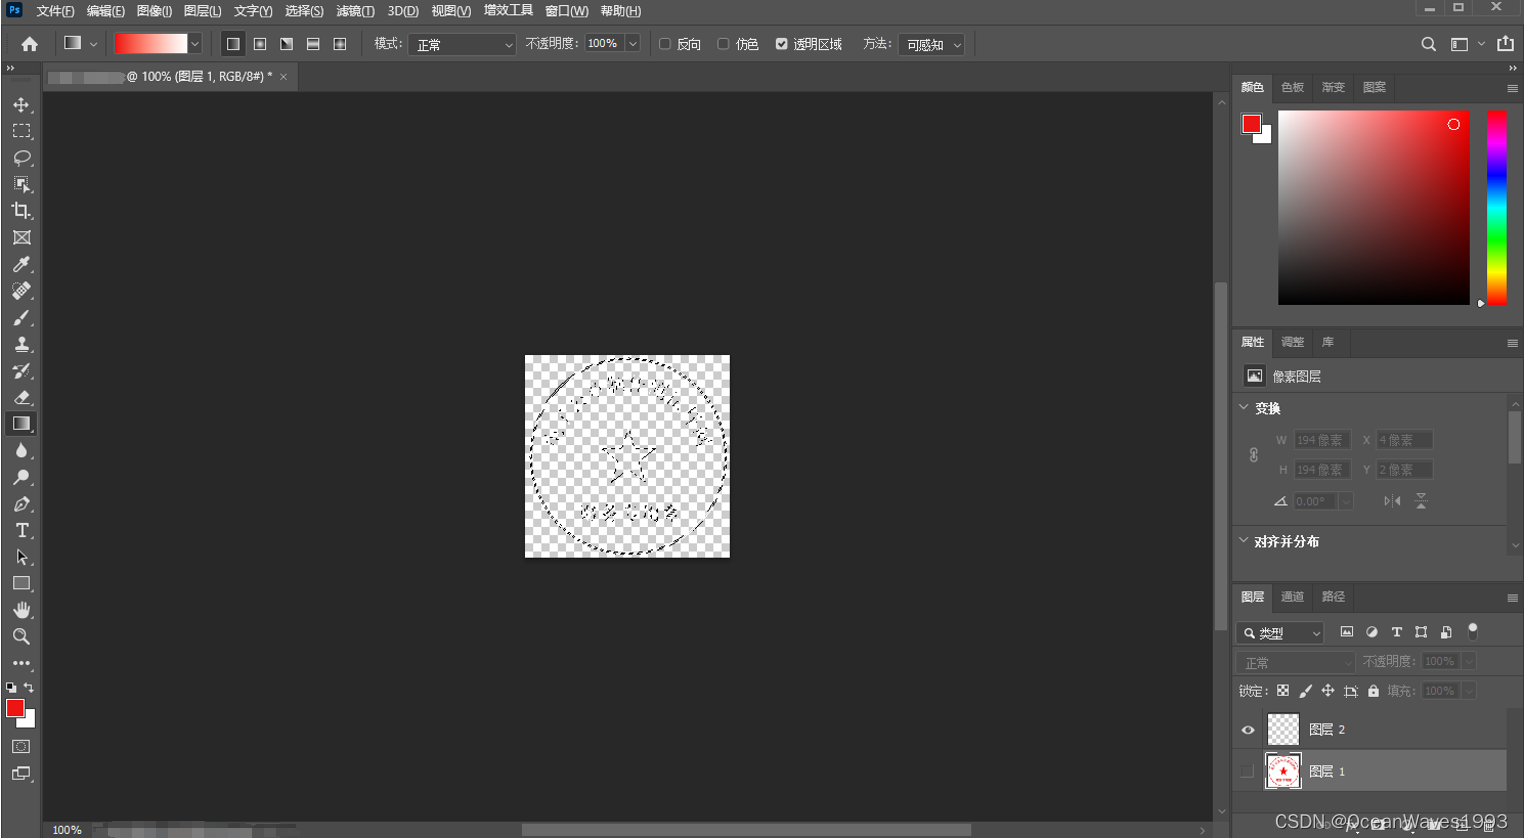 Ps 文件(F) 编辑(E) 图像(I) 图层(L) 文字(Y) 选择(S) 滤镜(T) 3D(D) 视图(V) 增效工具 窗口(W) 帮助(H)
模式: 正常 不透明度: 100% 反向 仿色 透明区域 方法: 可感知
@ 100% (图层 1, RGB/8#) * ×
颜色 色板 渐变 图案
属性 调整 库
像素图层
变换
W 194 像素 X 4 像素
H 194 像素 Y 2 像素
0.00°
对齐并分布
图层 通道 路径
类型
正常 不透明度: 100%
锁定: 填充: 100%
图层 2
图层 1
100%
CSDN @OceanWaves1993